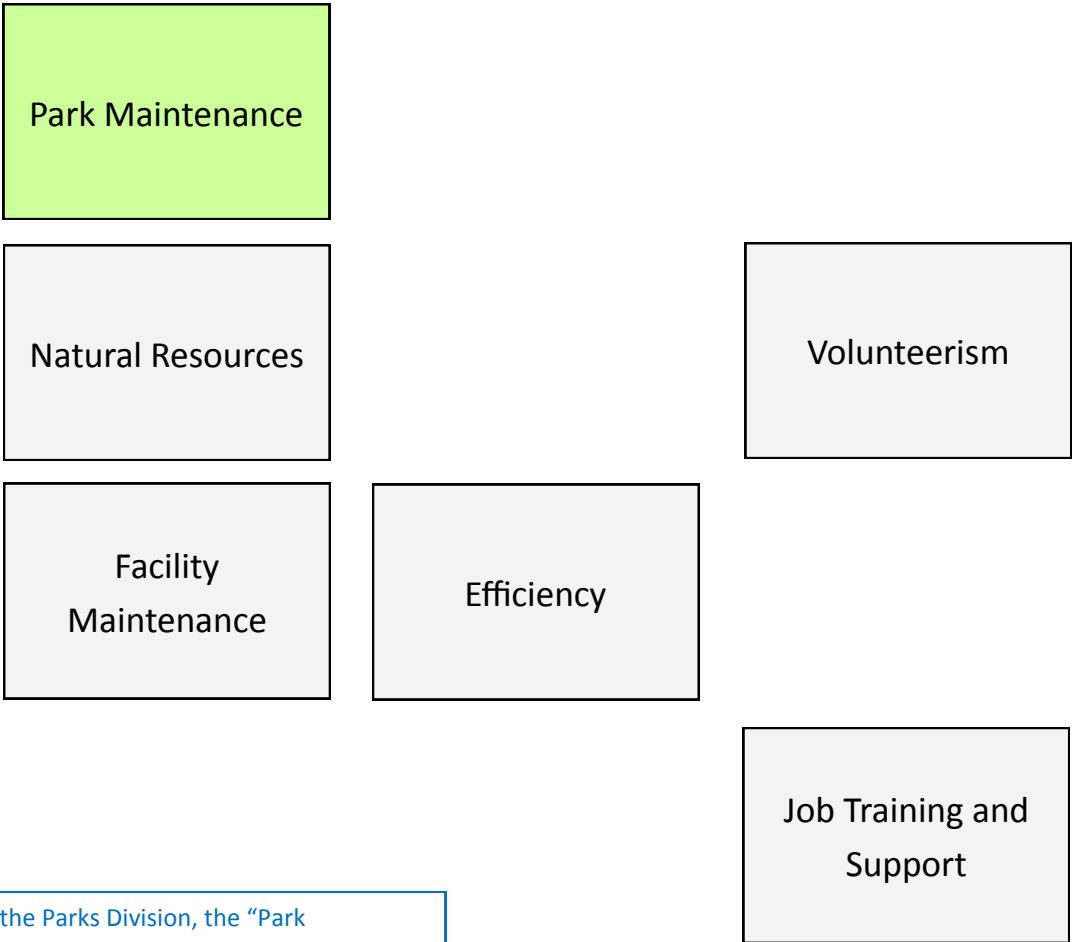 Park Maintenance
Natural Resources
Volunteerism
Facility
Maintenance
Efficiency
Job Training and
Support
the Parks Division, the “Park